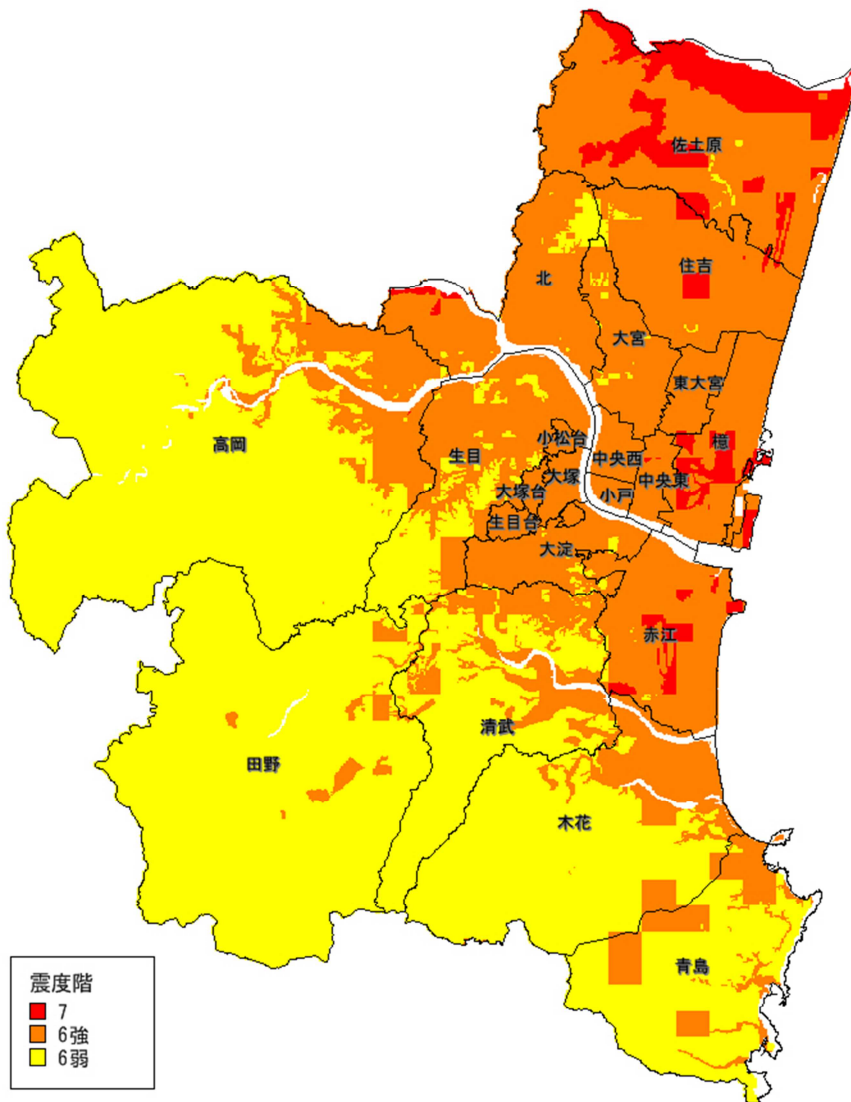 佐土原
住吉
北
大宮
東大宮
檍
小松台
中央西
高岡
生目
大塚
中央東
大塚台
小戸
生目台
大淀
赤江
清武
田野
木花
青島
震度階
7
6強
6弱